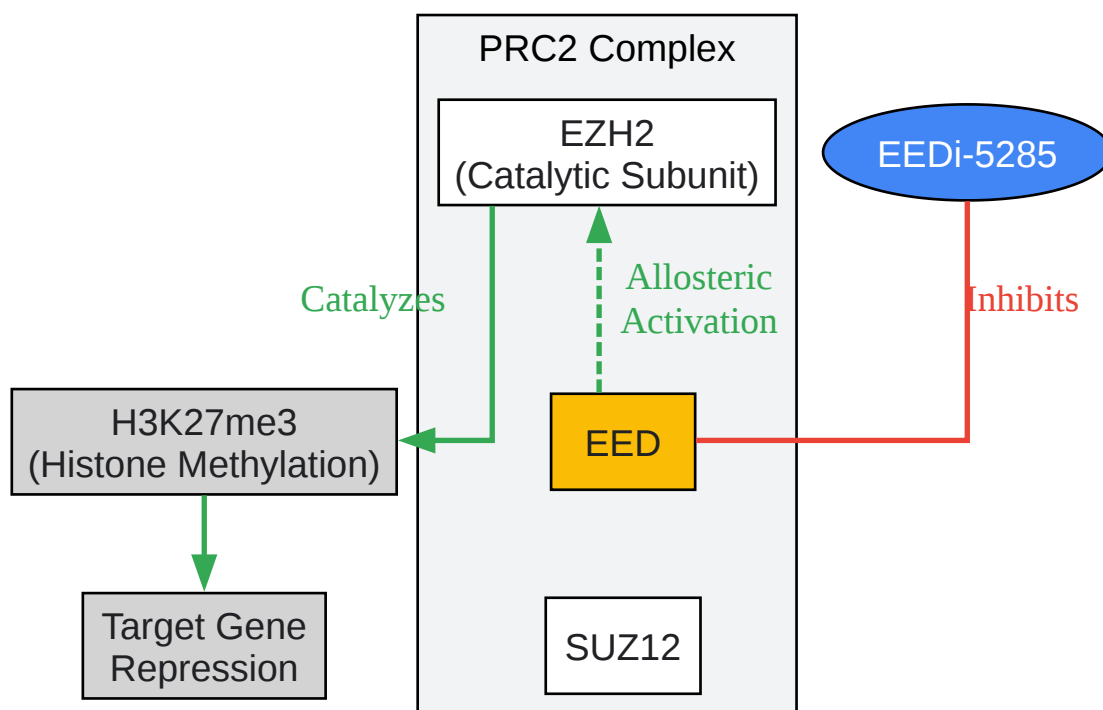 PRC2 Complex
EZH2
(Catalytic Subunit)
EEDi-5285
Catalyzes
Allosteric
Activation
Inhibits
H3K27me3
(Histone Methylation)
EED
Target Gene
Repression
SUZ12